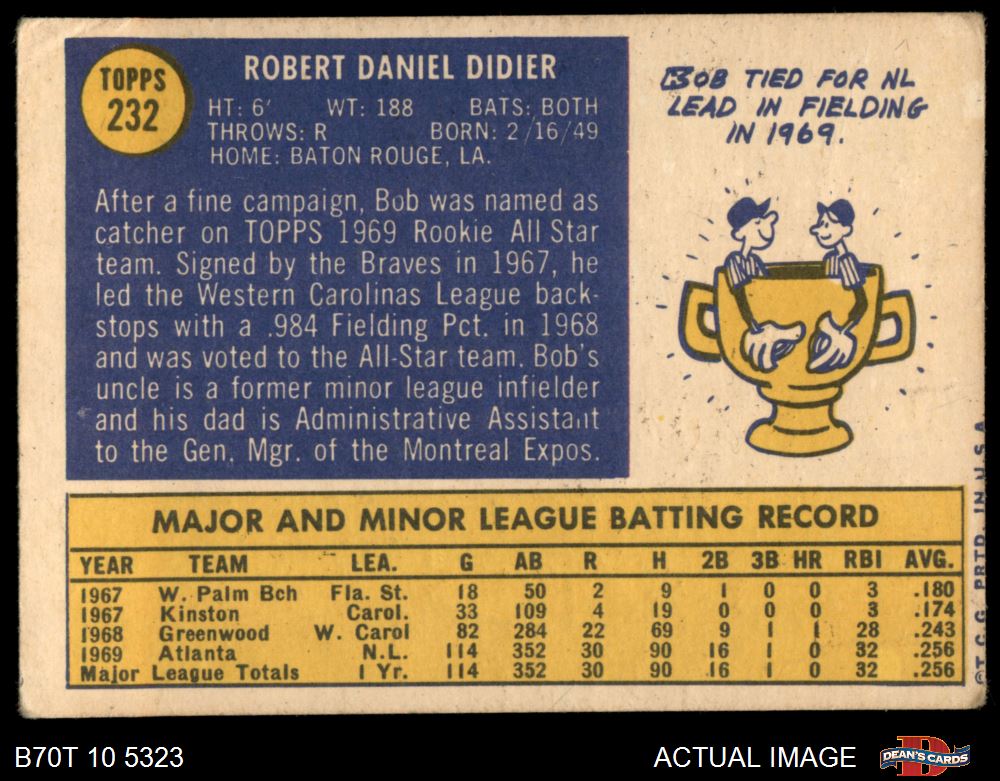 TOPPS
232
ROBERT DANIEL DIDIER
HT: 6' WT: 188 BATS: BOTH
THROWS: R BORN: 2/16/49
HOME: BATON ROUGE, LA.
After a fine campaign, Bob was named as
catcher on TOPPS 1969 Rookie All Star
team. Signed by the Braves in 1967, he
led the Western Carolinas League back-
stops with a .984 Fielding Pct. in 1968
and was voted to the All-Star team. Bob's
uncle is a former minor league infielder
and his dad is Administrative Assistant
to the Gen. Mgr. of the Montreal Expos.
BOB TIED FOR NL
LEAD IN FIELDING
IN 1969.
MAJOR AND MINOR LEAGUE BATTING RECORD
YEAR TEAM LEA. G AB R H 2B 3B HR RBI AVG.
1967 W. Palm Bch Fla. St. 18 50 2 9 1 0 0 3 .180
1967 Kinston Carol. 33 109 4 19 0 0 0 3 .174
1968 Greenwood W. Carol 82 284 22 69 9 1 1 28 .243
1969 Atlanta N.L. 114 352 30 90 16 1 0 32 .256
Major League Totals 1 Yr. 114 352 30 90 16 1 0 32 .256
©T.C.G. PRTD. IN U.S.A.
B70T 10 5323
ACTUAL IMAGE
DEAN'S CARDS